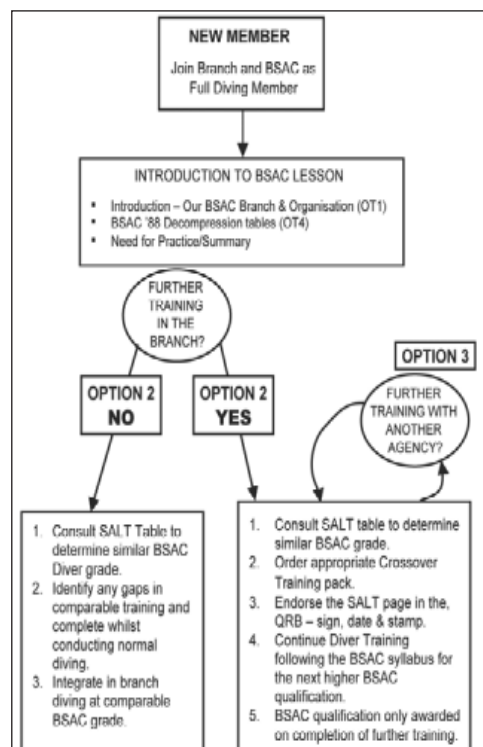 NEW MEMBER
Join Branch and BSAC as
Full Diving Member
INTRODUCTION TO BSAC LESSON
▪ Introduction – Our BSAC Branch & Organisation (OT1)
▪ BSAC '88 Decompression tables (OT4)
▪ Need for Practice/Summary
FURTHER
TRAINING
IN THE
BRANCH?
OPTION 2
NO
OPTION 2
YES
OPTION 3
FURTHER
TRAINING WITH
ANOTHER
AGENCY?
1. Consult SALT Table to
determine similar BSAC
Diver grade.
2. Identify any gaps in
comparable training and
complete whilst
conducting normal
diving.
3. Integrate in branch
diving at comparable
BSAC grade.
1. Consult SALT table to determine
similar BSAC grade.
2. Order appropriate Crossover
Training pack.
3. Endorse the SALT page in the,
QRB – sign, date & stamp.
4. Continue Diver Training
following the BSAC syllabus for
the next higher BSAC
qualification.
5. BSAC qualification only awarded
on completion of further training.